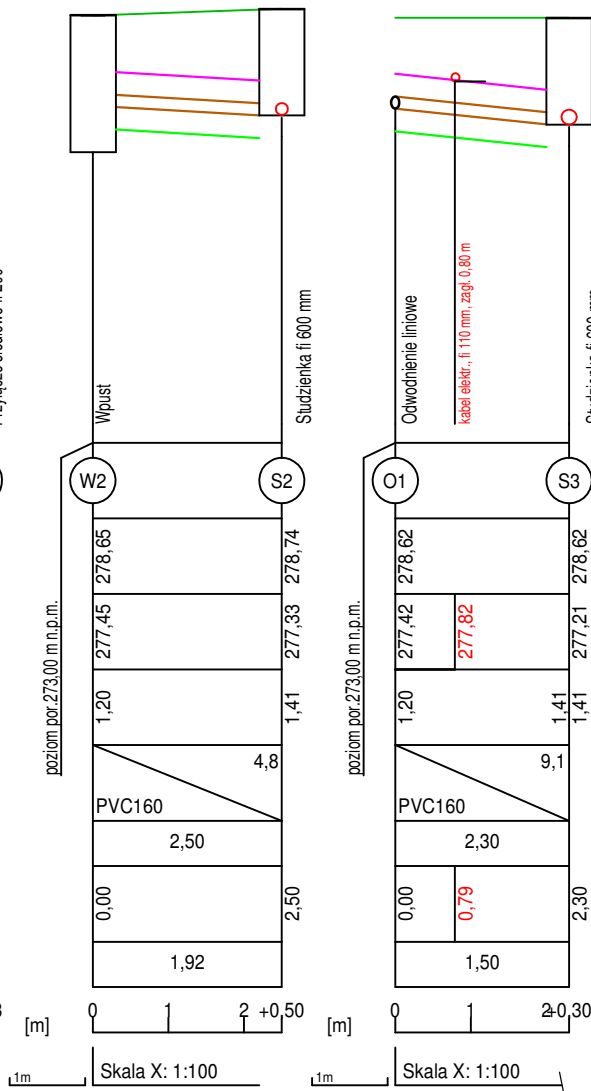 Wpust
Studzienka fi 600 mm
poziom por.273,00 m n.p.m.
W2
S2
278,65
278,74
277,45
277,33
1,20
1,41
4,8
PVC160
2,50
0,00
2,50
1,92
[m]
0
1
2
+0,50
1m
Skala X: 1:100
Odwodnienie liniowe
kabel elektr., fi 110 mm, zagł. 0,80 m
poziom por.273,00 m n.p.m.
O1
S3
278,62
278,62
277,42
277,82
277,21
1,20
1,41
1,41
9,1
PVC160
2,30
0,00
0,79
2,30
1,50
[m]
0
1
2
+0,30
1m
Skala X: 1:100